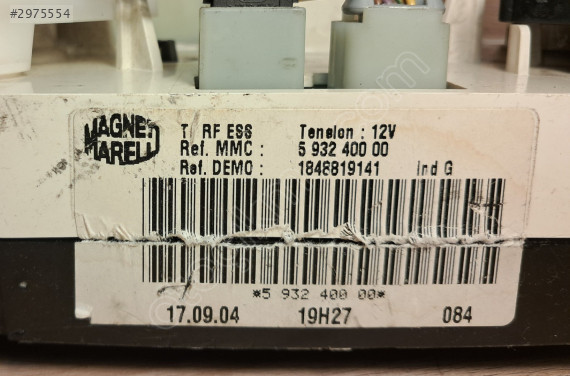 #2975554
MAGNETI MARELLI
T RF ESS Tension : 12V
Ref. MMC : 5 932 400 00
Ref. DEMO : 1848819141 Ind G
*5 932 400 00*
17.09.04 19H27 084